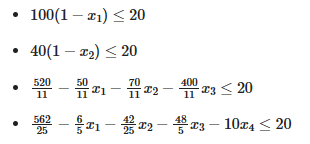 • 100(1 − x₁) ≤ 20
• 40(1 − x₂) ≤ 20
• 520/11 − 50/11 x₁ − 70/11 x₂ − 400/11 x₃ ≤ 20
• 562/25 − 6/5 x₁ − 42/25 x₂ − 48/5 x₃ − 10x₄ ≤ 20